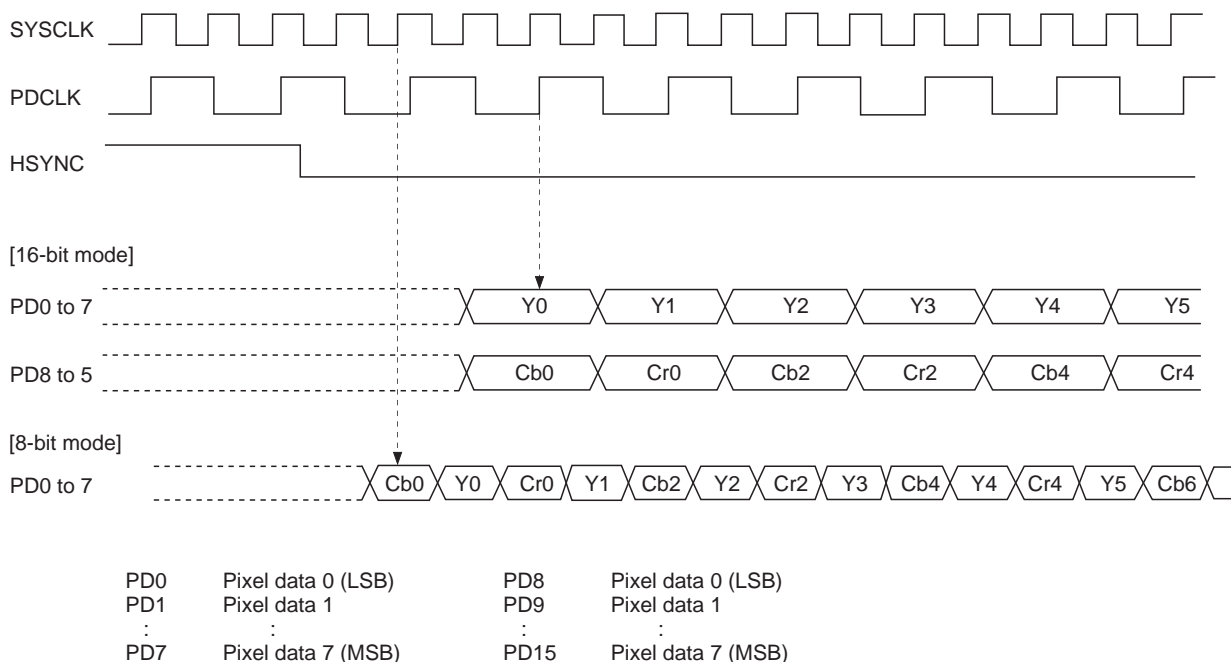 SYSCLK
PDCLK
HSYNC
[16-bit mode]
PD0 to 7 Y0 Y1 Y2 Y3 Y4 Y5
PD8 to 5 Cb0 Cr0 Cb2 Cr2 Cb4 Cr4
[8-bit mode]
PD0 to 7 Cb0 Y0 Cr0 Y1 Cb2 Y2 Cr2 Y3 Cb4 Y4 Cr4 Y5 Cb6
PD0 Pixel data 0 (LSB) PD8 Pixel data 0 (LSB)
PD1 Pixel data 1 PD9 Pixel data 1
: : : :
PD7 Pixel data 7 (MSB) PD15 Pixel data 7 (MSB)